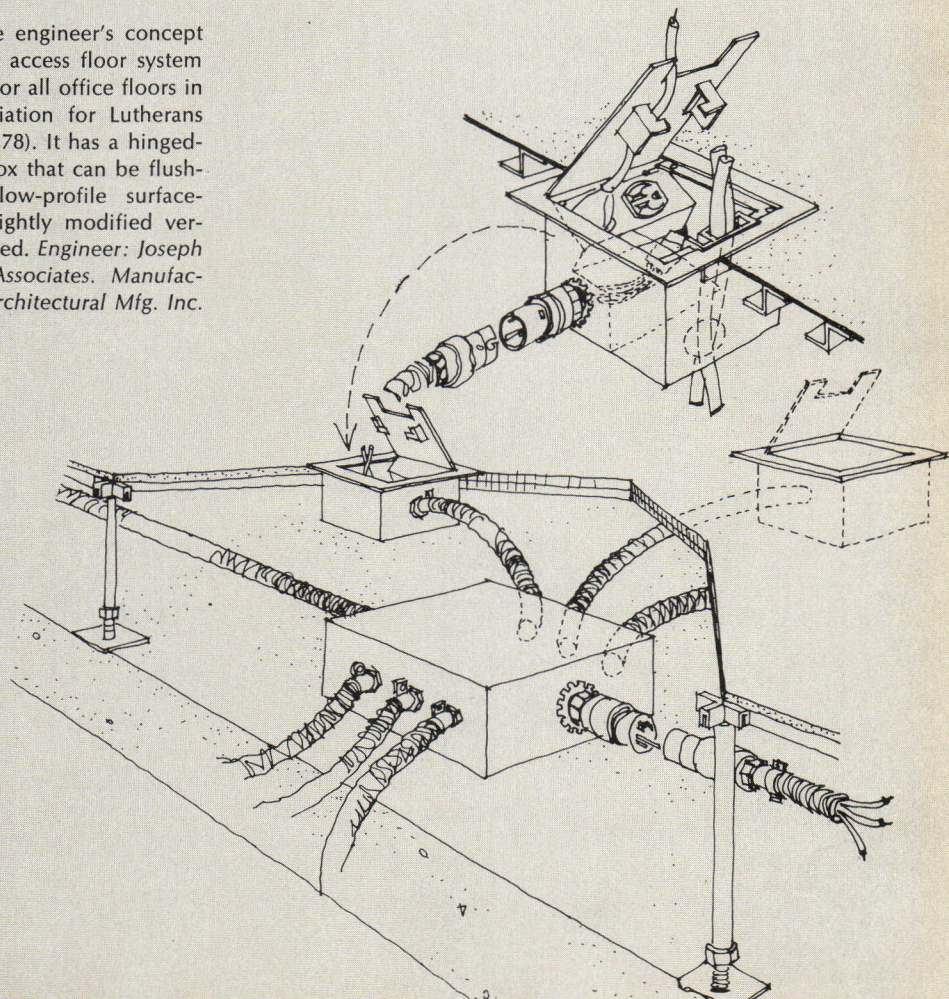 e engineer's concept
access floor system
or all office floors in
iation for Lutherans
78). It has a hinged-
ox that can be flush-
low-profile surface-
ightly modified ver-
ed. Engineer: Joseph
Associates. Manufac-
rchitectural Mfg. Inc.